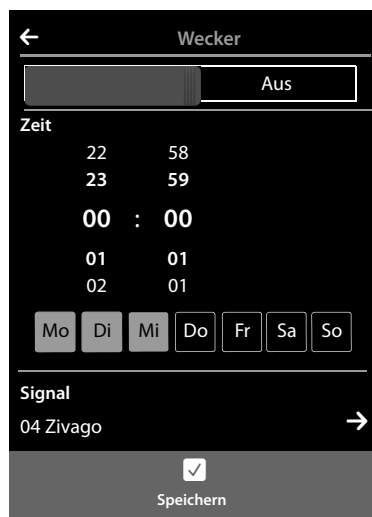 Wecker
Aus
Zeit
22 58
23 59
00 : 00
01 01
02 01
Mo Di Mi Do Fr Sa So
Signal
04 Zivago
Speichern